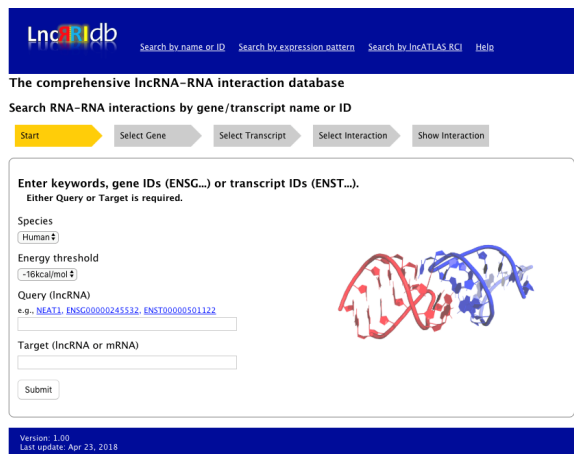 LncRRIdb
Search by name or ID Search by expression pattern Search by lncATLAS RCI Help
The comprehensive lncRNA-RNA interaction database
Search RNA-RNA interactions by gene/transcript name or ID
Start Select Gene Select Transcript Select Interaction Show Interaction
Enter keywords, gene IDs (ENSG...) or transcript IDs (ENST...).
Either Query or Target is required.
Species
Human
Energy threshold
-16kcal/mol
Query (lncRNA)
e.g., NEAT1, ENSG00000245532, ENST00000501122
Target (lncRNA or mRNA)
Submit
Version: 1.00
Last update: Apr 23, 2018